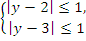 {|y − 2| ≤ 1,
|y − 3| ≤ 1